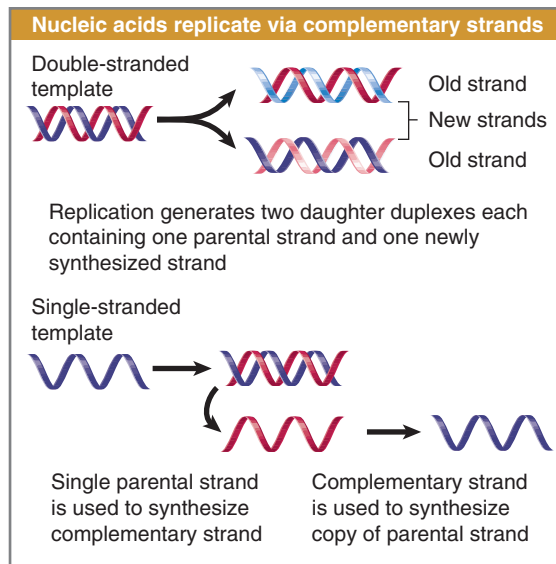 Nucleic acids replicate via complementary strands
Double-stranded
template
Old strand
New strands
Old strand
Replication generates two daughter duplexes each
containing one parental strand and one newly
synthesized strand
Single-stranded
template
Single parental strand
is used to synthesize
complementary strand
Complementary strand
is used to synthesize
copy of parental strand